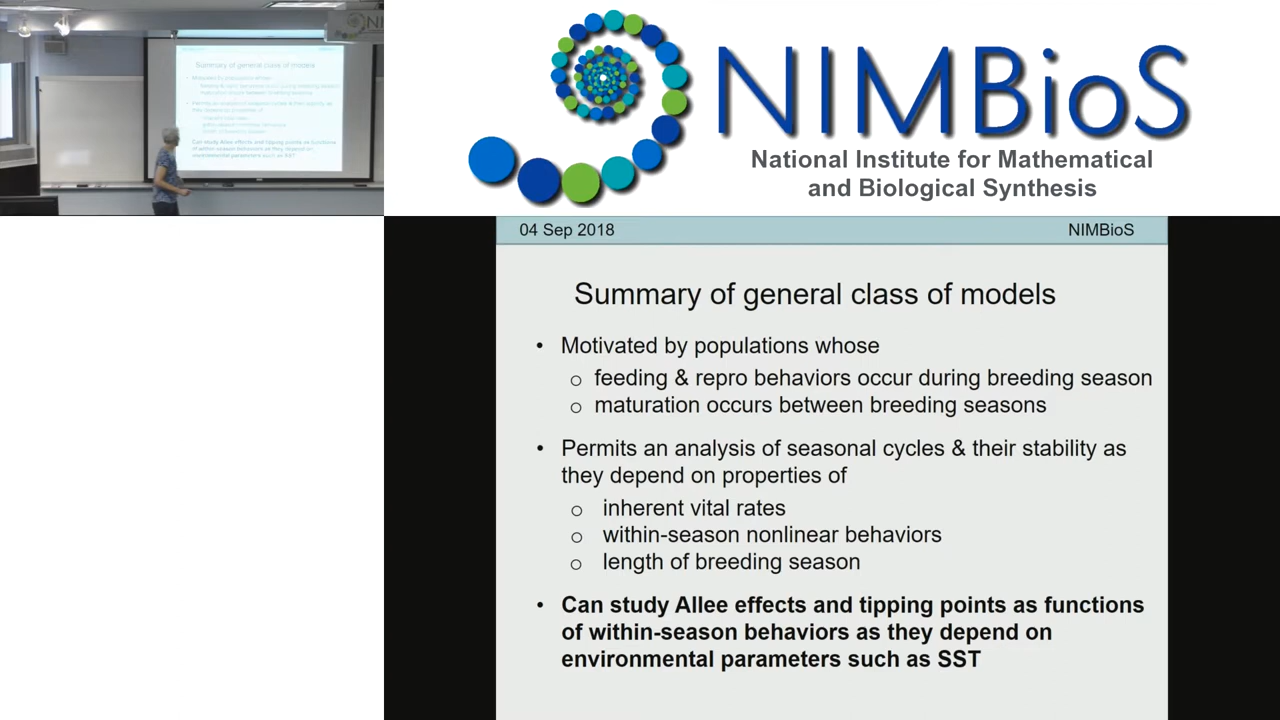 NIMBioS
National Institute for Mathematical
and Biological Synthesis
04 Sep 2018 NIMBioS
Summary of general class of models
• Motivated by populations whose
o feeding & repro behaviors occur during breeding season
o maturation occurs between breeding seasons
• Permits an analysis of seasonal cycles & their stability as
they depend on properties of
o inherent vital rates
o within-season nonlinear behaviors
o length of breeding season
• Can study Allee effects and tipping points as functions
of within-season behaviors as they depend on
environmental parameters such as SST